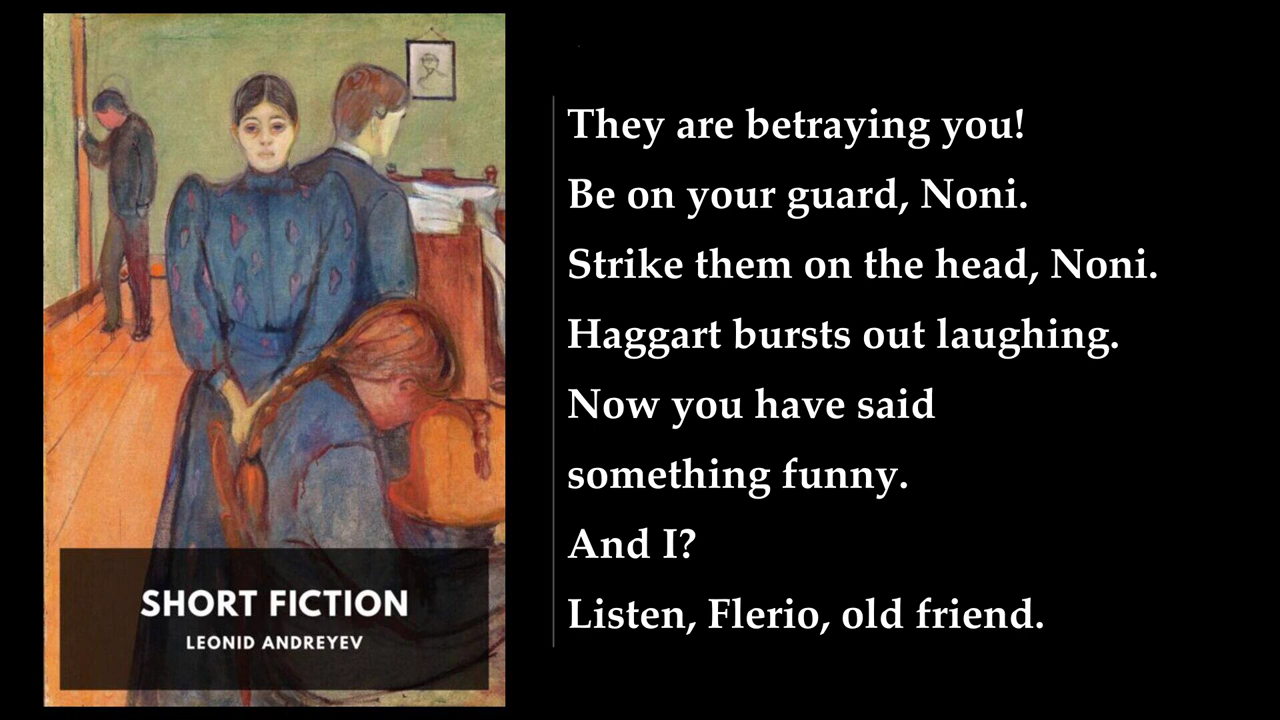 SHORT FICTION
LEONID ANDREYEV
They are betraying you!
Be on your guard, Noni.
Strike them on the head, Noni.
Haggart bursts out laughing.
Now you have said
something funny.
And I?
Listen, Flerio, old friend.